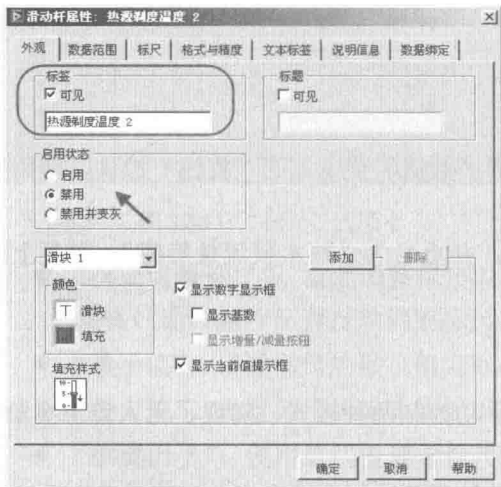 滑动杆属性: 热源剩度温度 2
外观 数据范围 标尺 格式与精度 文本标签 说明信息 数据绑定
标签
可见
热源剩度温度 2
标题
可见
启用状态
启用
禁用
禁用并变灰
滑块 1
添加 删除
颜色
滑块
填充
填充样式
10-
5-
0-
显示数字显示框
显示基数
显示增量/减量按钮
显示当前值提示框
确定 取消 帮助